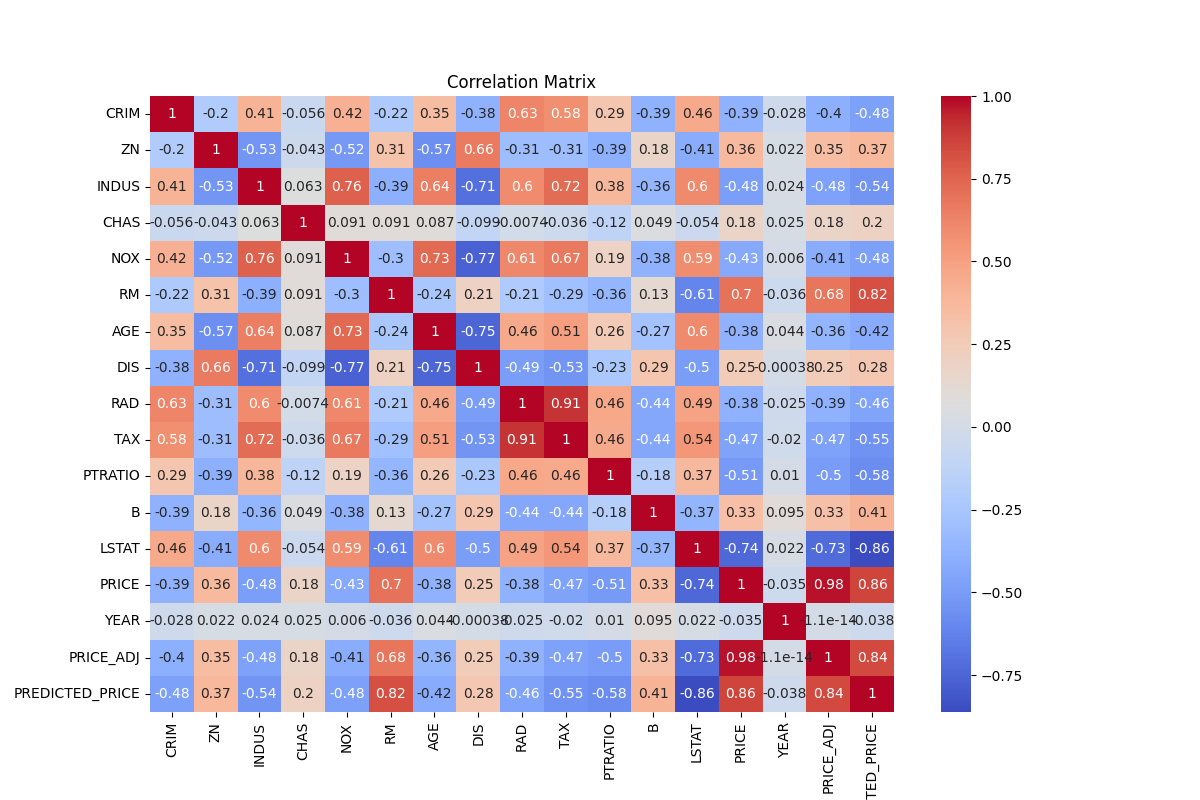 Correlation Matrix
CRIM 1 -0.2 0.41 -0.056 0.42 -0.22 0.35 -0.38 0.63 0.58 0.29 -0.39 0.46 -0.39 -0.028 -0.4 -0.48
ZN -0.2 1 -0.53 -0.043 -0.52 0.31 -0.57 0.66 -0.31 -0.31 -0.39 0.18 -0.41 0.36 0.022 0.35 0.37
INDUS 0.41 -0.53 1 0.063 0.76 -0.39 0.64 -0.71 0.6 0.72 0.38 -0.36 0.6 -0.48 0.024 -0.48 -0.54
CHAS -0.056 -0.043 0.063 1 0.091 0.091 0.087 -0.099 -0.0074 -0.036 -0.12 0.049 -0.054 0.18 0.025 0.18 0.2
NOX 0.42 -0.52 0.76 0.091 1 -0.3 0.73 -0.77 0.61 0.67 0.19 -0.38 0.59 -0.43 0.006 -0.41 -0.48
RM -0.22 0.31 -0.39 0.091 -0.3 1 -0.24 0.21 -0.21 -0.29 -0.36 0.13 -0.61 0.7 -0.036 0.68 0.82
AGE 0.35 -0.57 0.64 0.087 0.73 -0.24 1 -0.75 0.46 0.51 0.26 -0.27 0.6 -0.38 0.044 -0.36 -0.42
DIS -0.38 0.66 -0.71 -0.099 -0.77 0.21 -0.75 1 -0.49 -0.53 -0.23 0.29 -0.5 0.25 -0.00038 0.25 0.28
RAD 0.63 -0.31 0.6 -0.0074 0.61 -0.21 0.46 -0.49 1 0.91 0.46 -0.44 0.49 -0.38 -0.025 -0.39 -0.46
TAX 0.58 -0.31 0.72 -0.036 0.67 -0.29 0.51 -0.53 0.91 1 0.46 -0.44 0.54 -0.47 -0.02 -0.47 -0.55
PTRATIO 0.29 -0.39 0.38 -0.12 0.19 -0.36 0.26 -0.23 0.46 0.46 1 -0.18 0.37 -0.51 0.01 -0.5 -0.58
B -0.39 0.18 -0.36 0.049 -0.38 0.13 -0.27 0.29 -0.44 -0.44 -0.18 1 -0.37 0.33 0.095 0.33 0.41
LSTAT 0.46 -0.41 0.6 -0.054 0.59 -0.61 0.6 -0.5 0.49 0.54 0.37 -0.37 1 -0.74 0.022 -0.73 -0.86
PRICE -0.39 0.36 -0.48 0.18 -0.43 0.7 -0.38 0.25 -0.38 -0.47 -0.51 0.33 -0.74 1 -0.035 0.98 0.86
YEAR -0.028 0.022 0.024 0.025 0.006 -0.036 0.044 -0.00038 -0.025 -0.02 0.01 0.095 0.022 -0.035 1 -1.1e-14 -0.038
PRICE_ADJ -0.4 0.35 -0.48 0.18 -0.41 0.68 -0.36 0.25 -0.39 -0.47 -0.5 0.33 -0.73 0.98 -1.1e-14 1 0.84
PREDICTED_PRICE -0.48 0.37 -0.54 0.2 -0.48 0.82 -0.42 0.28 -0.46 -0.55 -0.58 0.41 -0.86 0.86 -0.038 0.84 1
CRIM ZN INDUS CHAS NOX RM AGE DIS RAD TAX PTRATIO B LSTAT PRICE YEAR PRICE_ADJ TED_PRICE
1.00
0.75
0.50
0.25
0.00
−0.25
−0.50
−0.75